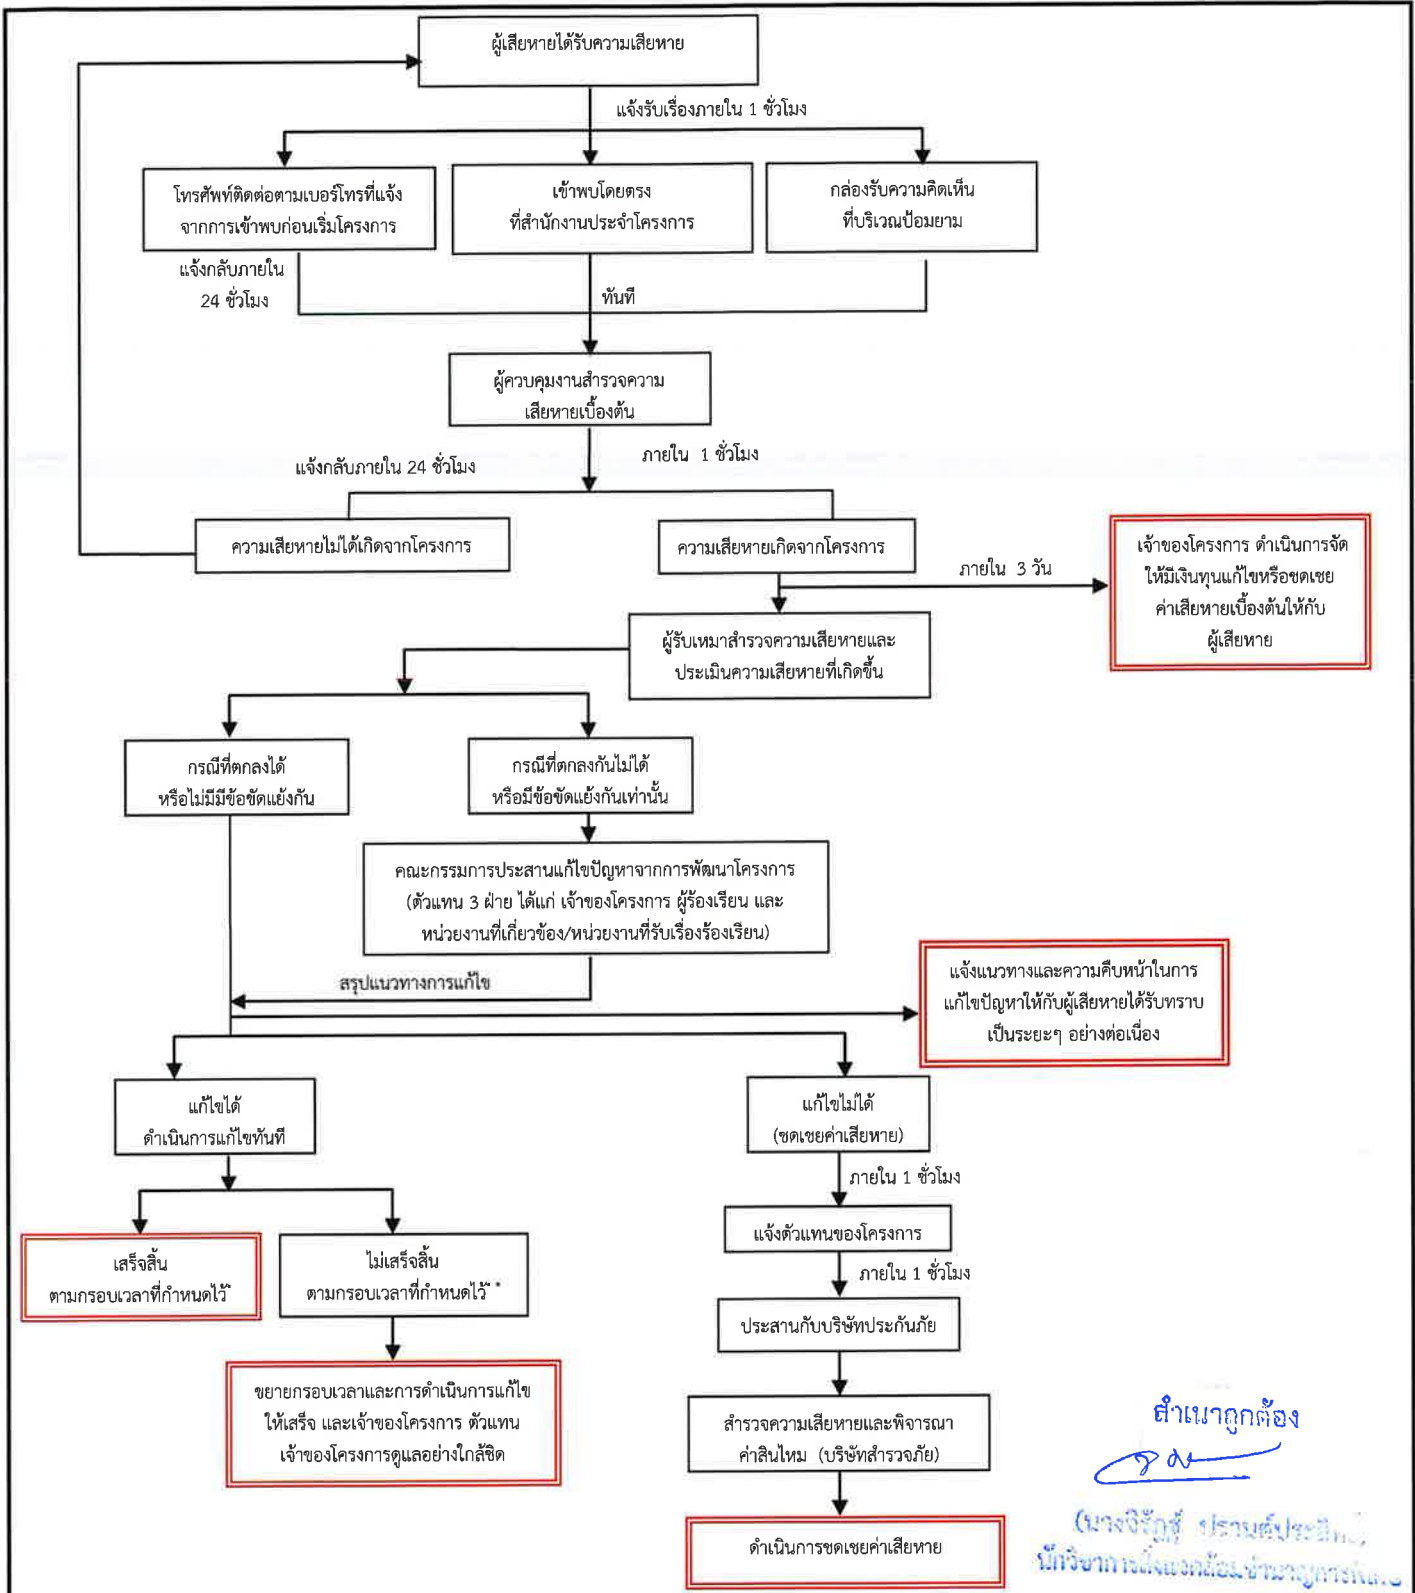 ผู้เสียหายได้รับความเสียหาย
แจ้งรับเรื่องภายใน 1 ชั่วโมง
โทรศัพท์ติดต่อตามเบอร์โทรที่แจ้ง
จากการเข้าพบก่อนเริ่มโครงการ
เข้าพบโดยตรง
ที่สำนักงานประจำโครงการ
กล่องรับความคิดเห็น
ที่บริเวณป้อมยาม
แจ้งกลับภายใน
24 ชั่วโมง
ทันที
ผู้ควบคุมงานสำรวจความ
เสียหายเบื้องต้น
แจ้งกลับภายใน 24 ชั่วโมง
ภายใน 1 ชั่วโมง
ความเสียหายไม่ได้เกิดจากโครงการ
ความเสียหายเกิดจากโครงการ
ภายใน 3 วัน
เจ้าของโครงการ ดำเนินการจัด
ให้มีเงินทุนแก้ไขหรือชดเชย
ค่าเสียหายเบื้องต้นให้กับ
ผู้เสียหาย
ผู้รับเหมาสำรวจความเสียหายและ
ประเมินความเสียหายที่เกิดขึ้น
กรณีที่ตกลงได้
หรือไม่มีมีข้อขัดแย้งกัน
กรณีที่ตกลงกันไม่ได้
หรือมีข้อขัดแย้งกันเท่านั้น
คณะกรรมการประสานแก้ไขปัญหาจากการพัฒนาโครงการ
(ตัวแทน 3 ฝ่าย ได้แก่ เจ้าของโครงการ ผู้ร้องเรียน และ
หน่วยงานที่เกี่ยวข้อง/หน่วยงานที่รับเรื่องร้องเรียน)
สรุปแนวทางการแก้ไข
แจ้งแนวทางและความคืบหน้าในการ
แก้ไขปัญหาให้กับผู้เสียหายได้รับทราบ
เป็นระยะๆ อย่างต่อเนื่อง
แก้ไขได้
ดำเนินการแก้ไขทันที
แก้ไขไม่ได้
(ชดเชยค่าเสียหาย)
ภายใน 1 ชั่วโมง
แจ้งตัวแทนของโครงการ
ภายใน 1 ชั่วโมง
เสร็จสิ้น
ตามกรอบเวลาที่กำหนดไว้*
ไม่เสร็จสิ้น
ตามกรอบเวลาที่กำหนดไว้**
ประสานกับบริษัทประกันภัย
ขยายกรอบเวลาและการดำเนินการแก้ไข
ให้เสร็จ และเจ้าของโครงการ ตัวแทน
เจ้าของโครงการดูแลอย่างใกล้ชิด
สำรวจความเสียหายและพิจารณา
ค่าสินไหม (บริษัทสำรวจภัย)
ดำเนินการชดเชยค่าเสียหาย
สำเนาถูกต้อง
นักวิชาการสิ่งแวดล้อมชำนาญการพิเศษ